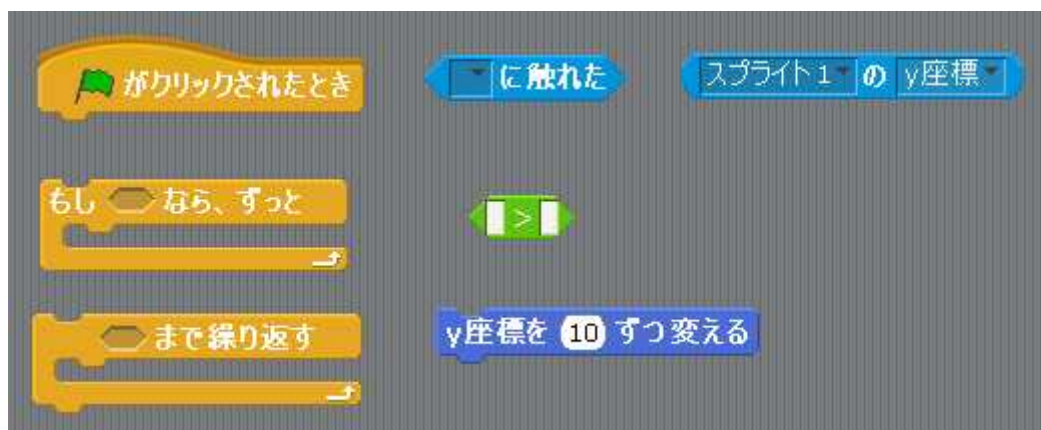 がクリックされたとき
に触れた
スプライト1 の y座標
もし なら、ずっと
>
まで繰り返す
y座標を 10 ずつ変える